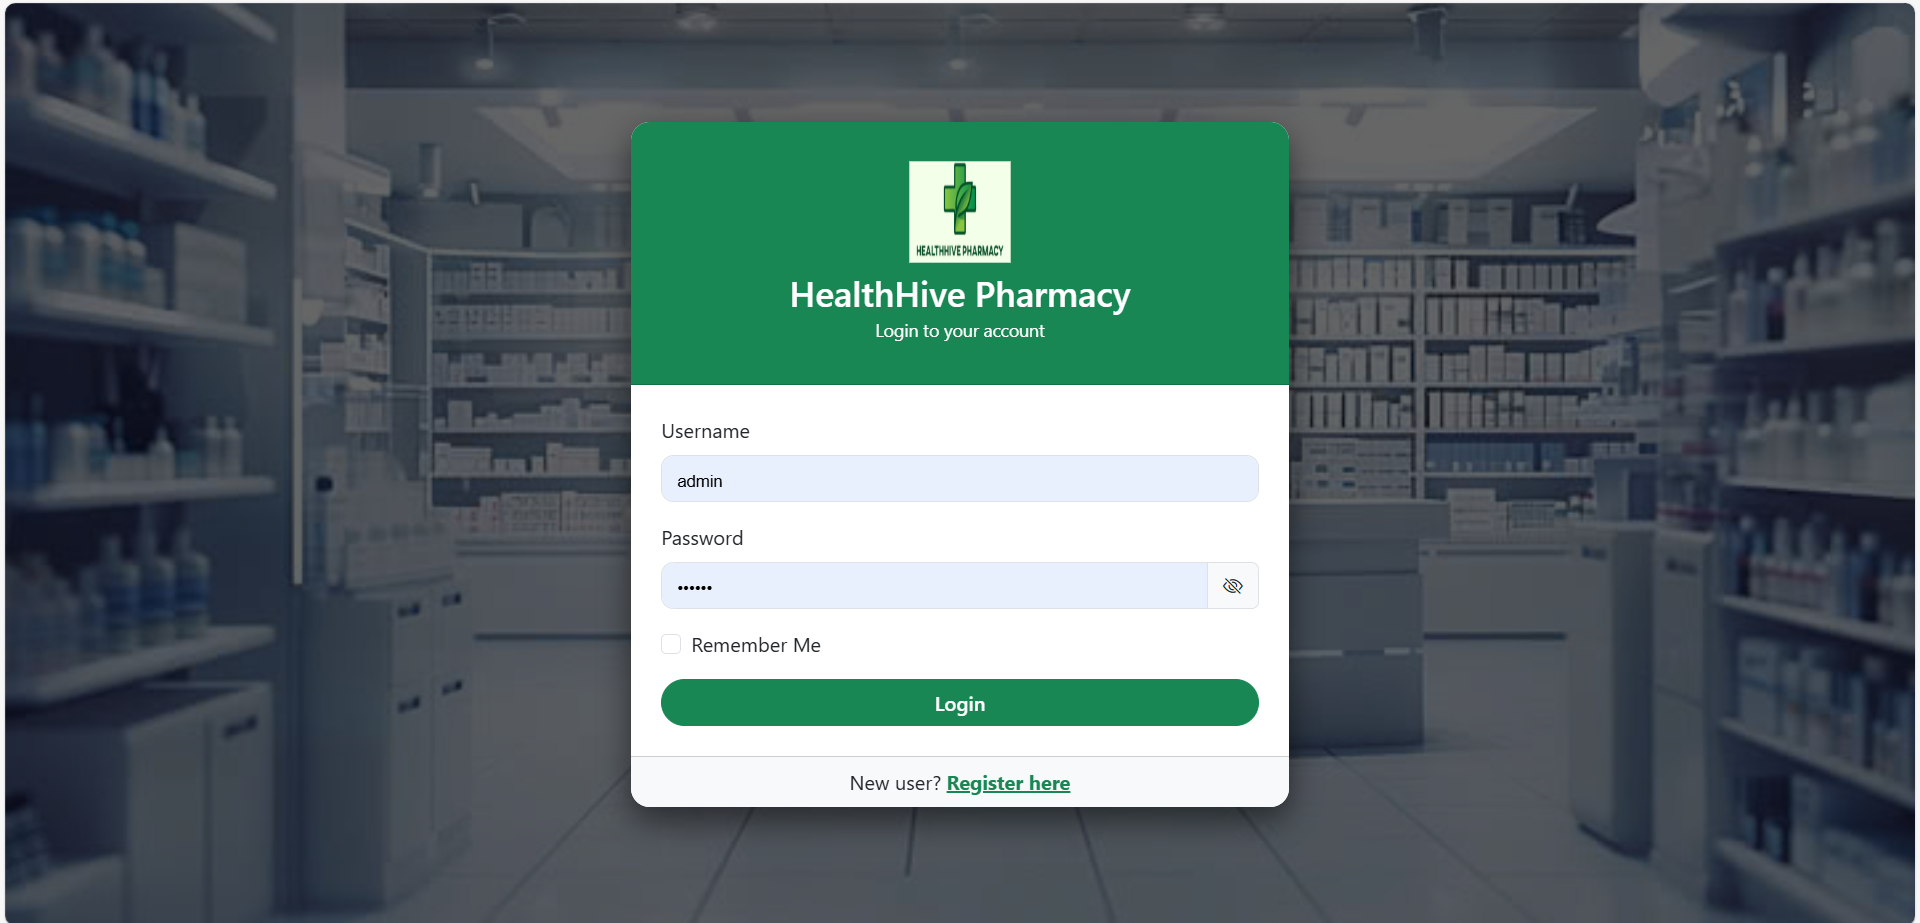 HEALTHHIVE PHARMACY
HealthHive Pharmacy
Login to your account
Username
admin
Password
••••••
Remember Me
Login
New user? Register here